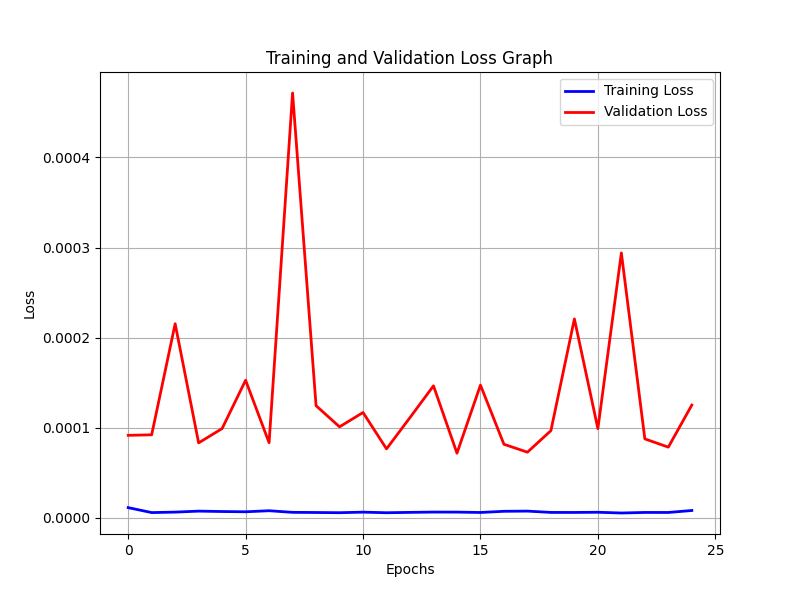 Training and Validation Loss Graph
Training Loss
Validation Loss
0.0004
0.0003
0.0002
0.0001
0.0000
Loss
0 5 10 15 20 25
Epochs